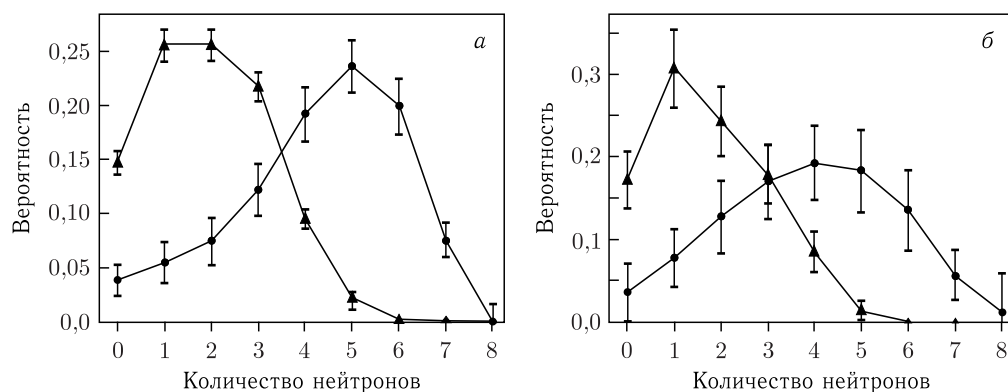 Вероятность
0,25
0,20
0,15
0,10
0,05
0,0
а
0 1 2 3 4 5 6 7 8
Количество нейтронов
Вероятность
0,3
0,2
0,1
0,0
б
0 1 2 3 4 5 6 7 8
Количество нейтронов